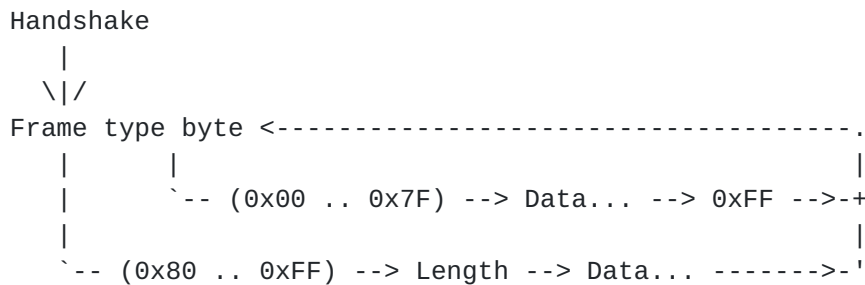 Handshake
   |
  \|/
Frame type byte <-------------------------------------.
   |      |                                           |
   |      `-- (0x00 .. 0x7F) --> Data... --> 0xFF -->-+
   |                                                  |
   `-- (0x80 .. 0xFF) --> Length --> Data... ------->-'